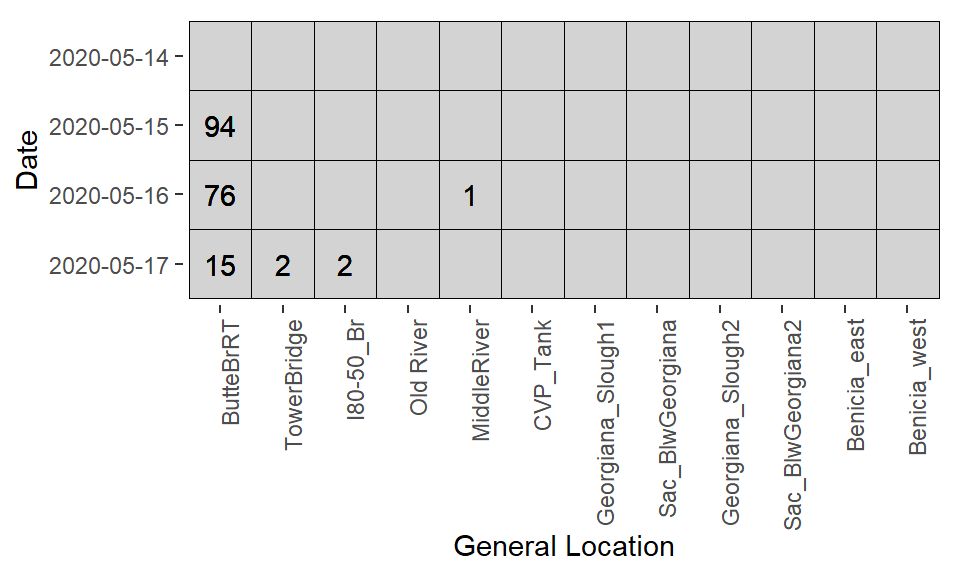 Date
2020-05-14
2020-05-15
94
2020-05-16
76 1
2020-05-17
15 2 2
ButteBrRT
TowerBridge
I80-50_Br
Old River
MiddleRiver
CVP_Tank
Georgiana_Slough1
Sac_BlwGeorgiana
Georgiana_Slough2
Sac_BlwGeorgiana2
Benicia_east
Benicia_west
General Location